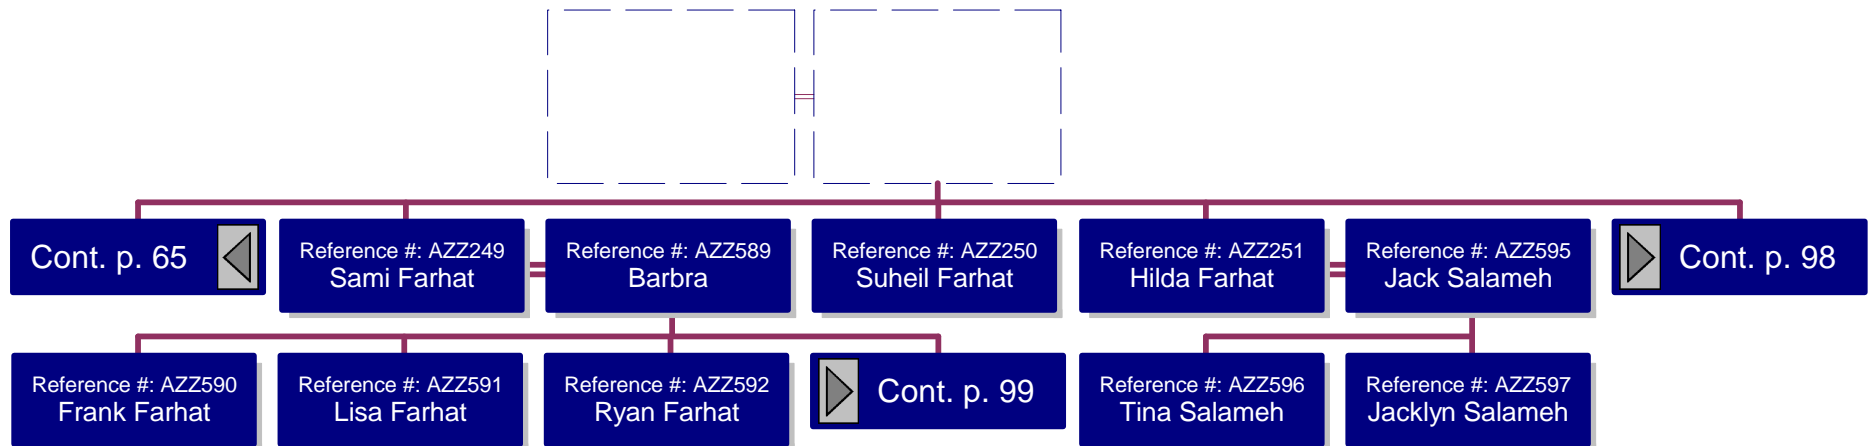 Cont. p. 65
Reference #: AZZ249
Sami Farhat
Reference #: AZZ589
Barbra
Reference #: AZZ250
Suheil Farhat
Reference #: AZZ251
Hilda Farhat
Reference #: AZZ595
Jack Salameh
Cont. p. 98
Reference #: AZZ590
Frank Farhat
Reference #: AZZ591
Lisa Farhat
Reference #: AZZ592
Ryan Farhat
Cont. p. 99
Reference #: AZZ596
Tina Salameh
Reference #: AZZ597
Jacklyn Salameh